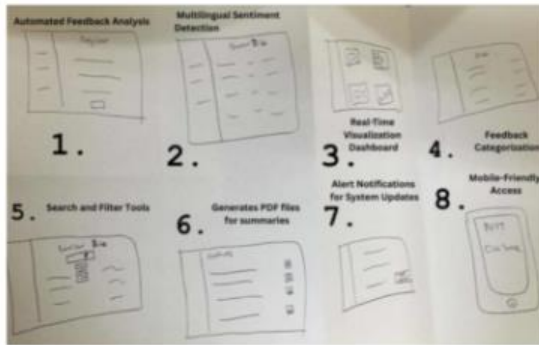 Automated Feedback Analysis
1.
Multilingual Sentiment
Detection
2.
Real-Time
Visualization
Dashboard
3.
Feedback
Categorization
4.
5.
Search and Filter Tools
Generates PDF files
for summaries
6.
Alert Notifications
for System Updates
7.
Mobile-Friendly
Access
8.